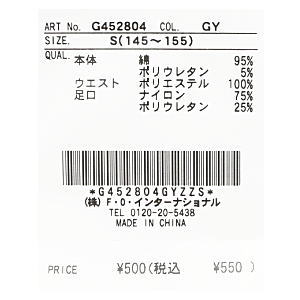 ART No. G452804 COL. GY
SIZE. S(145〜155)
QUAL.
本体 綿 95%
ポリウレタン 5%
ウエスト ポリエステル 100%
足口 ナイロン 75%
ポリウレタン 25%
*G452804GYZZS*
(株)F・O・インターナショナル
TEL 0120-20-5438
MADE IN CHINA
PRICE ¥500(税込 ¥550)